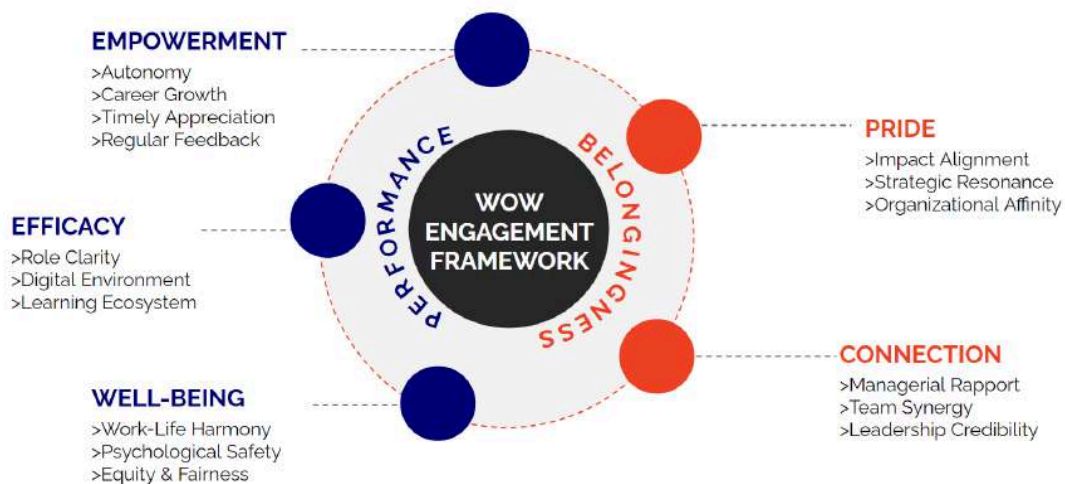 EMPOWERMENT
>Autonomy
>Career Growth
>Timely Appreciation
>Regular Feedback
EFFICACY
>Role Clarity
>Digital Environment
>Learning Ecosystem
WELL-BEING
>Work-Life Harmony
>Psychological Safety
>Equity & Fairness
PERFORMANCE
WOW
ENGAGEMENT
FRAMEWORK
BELONGINGNESS
PRIDE
>Impact Alignment
>Strategic Resonance
>Organizational Affinity
CONNECTION
>Managerial Rapport
>Team Synergy
>Leadership Credibility